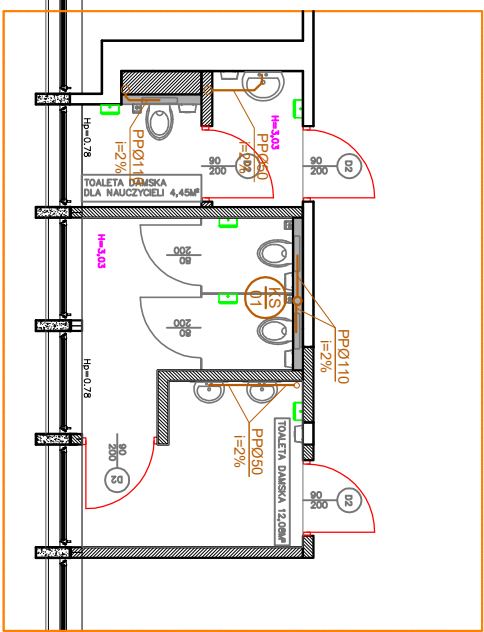 H=3,03
PPØ50
i=2%
Hp=0.78
PPØ110
i=2%
90
200
D2
90
200
D2
TOALETA DAMSKA
DLA NAUCZYCIELI 4,45M²
H=3,03
80
200
KS
01
80
200
PPØ110
i=2%
Hp=0.78
PPØ50
i=2%
TOALETA DAMSKA 12,08M²
90
200
D2
90
200
D2